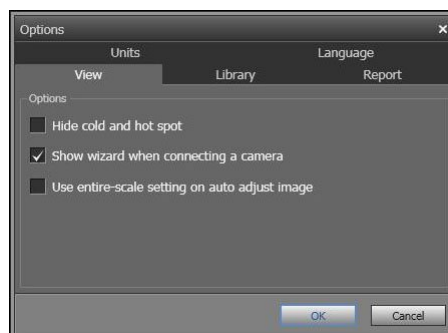 Options
Units Language
View Library Report
Options
Hide cold and hot spot
Show wizard when connecting a camera
Use entire-scale setting on auto adjust image
OK Cancel